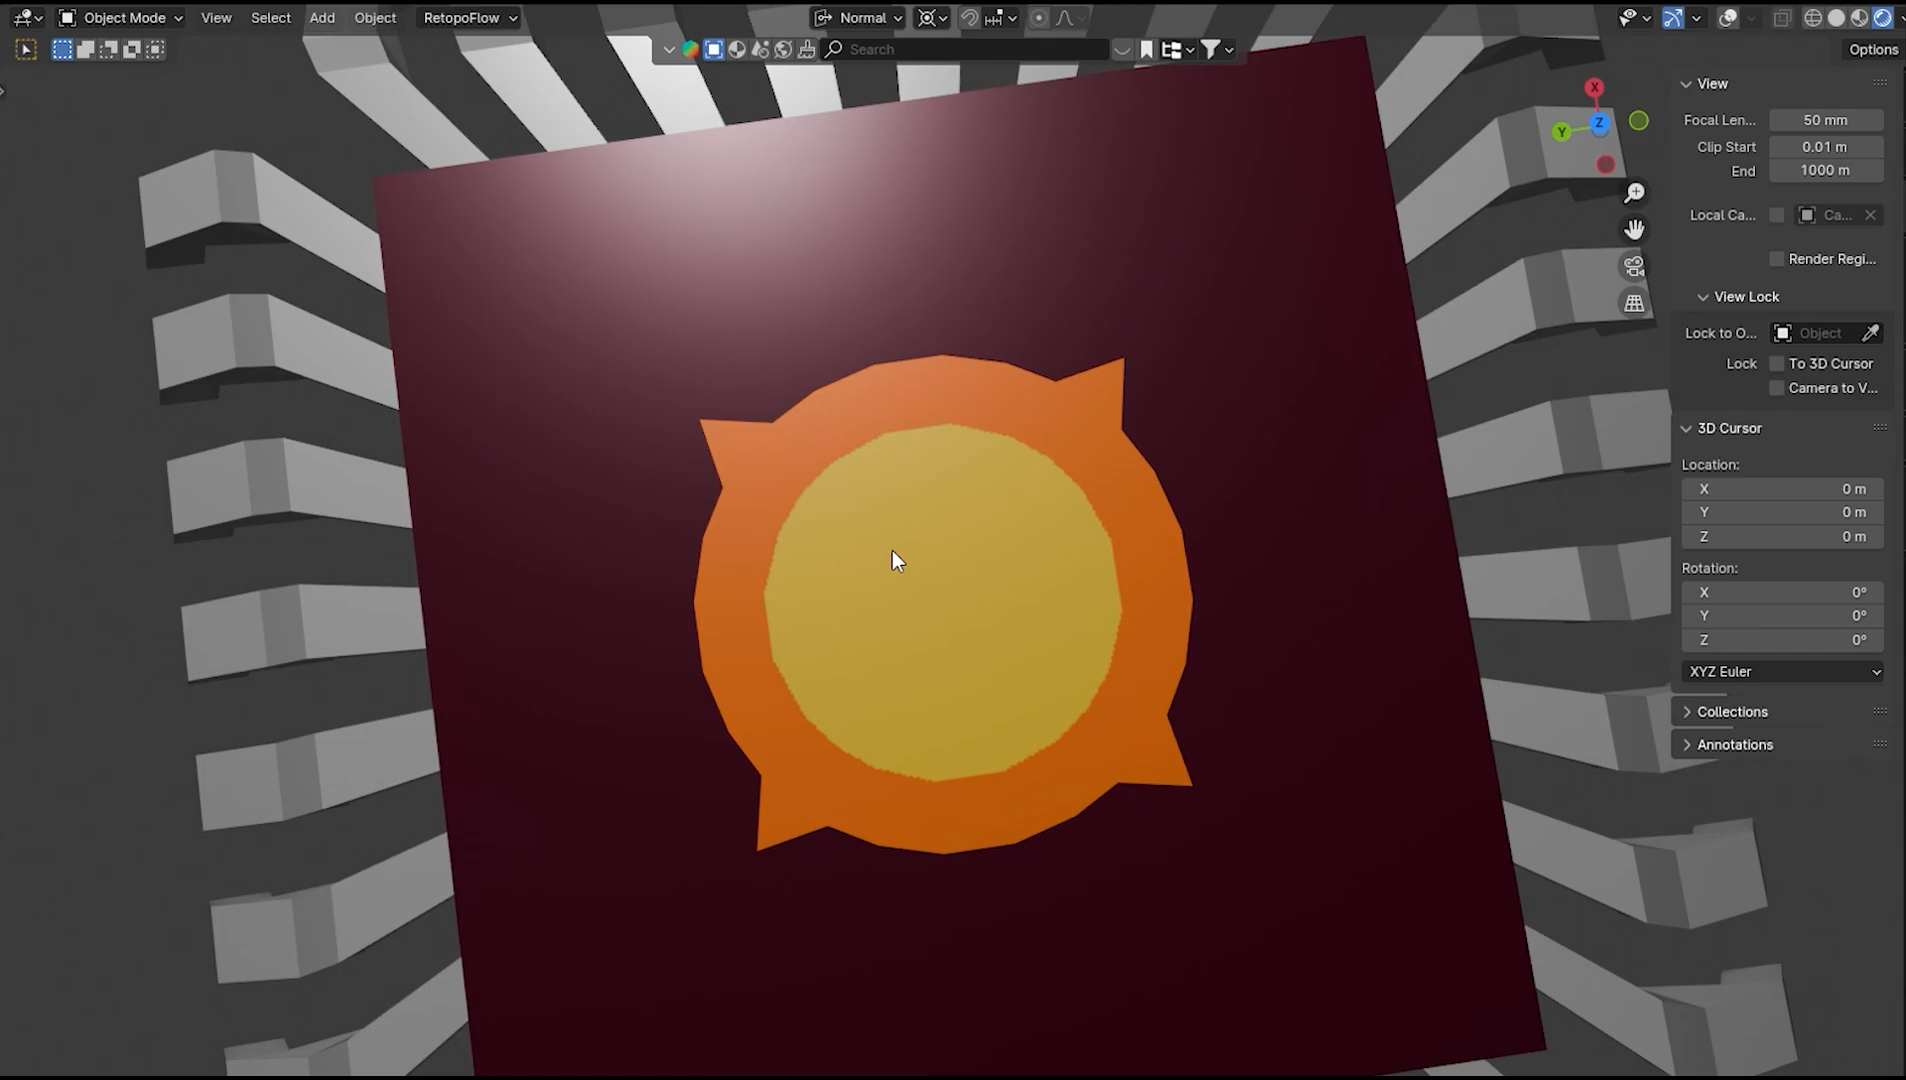 Object Mode View Select Add Object RetopoFlow Normal
Search
Options
View
Focal Len... 50 mm
Clip Start 0.01 m
End 1000 m
Local Ca... Ca...
Render Regi...
View Lock
Lock to O... Object
Lock To 3D Cursor
Camera to V...
3D Cursor
Location:
X 0 m
Y 0 m
Z 0 m
Rotation:
X 0°
Y 0°
Z 0°
XYZ Euler
Collections
Annotations
X
Y
Z